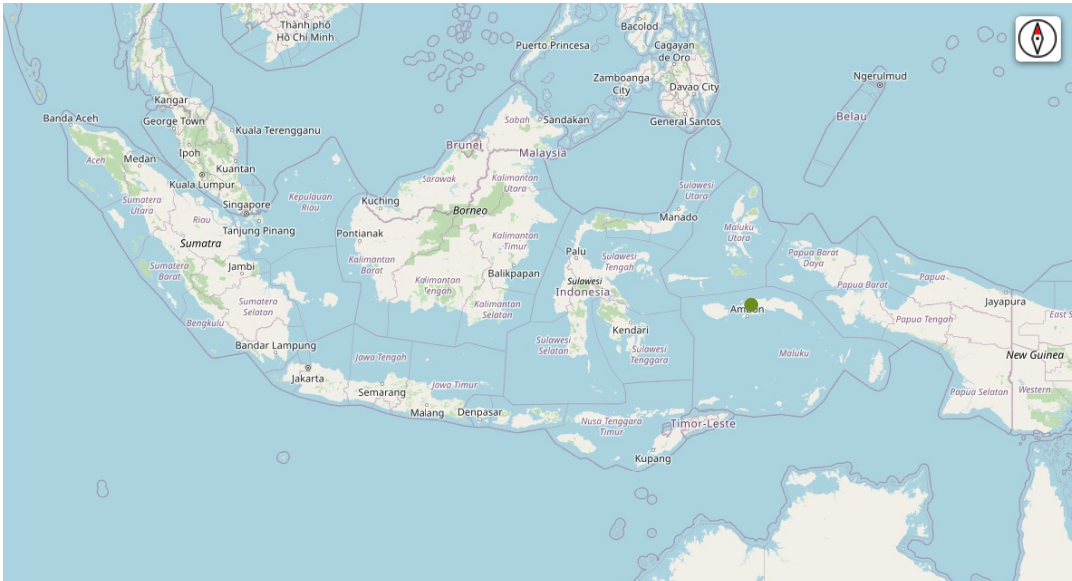 Thành phố
Hồ Chí Minh
Bacolod
Puerto Princesa
Cagayan
de Oro
Zamboanga
City
Davao City
Ngerulmud
Kangar
Banda Aceh
George Town
Kuala Terengganu
Sabah
Sandakan
General Santos
Belau
Ipoh
Brunei
Malaysia
Aceh
Medan
Kuantan
Kuala Lumpur
Sarawak
Kalimantan
Utara
Sulawesi
Utara
Sumatera
Utara
Kepulauan
Riau
Kuching
Singapore
Riau
Borneo
Manado
Tanjung Pinang
Pontianak
Maluku
Utara
Sumatra
Kalimantan
Timur
Palu
Papua Barat
Daya
Sumatera
Barat
Jambi
Kalimantan
Barat
Balikpapan
Sulawesi
Tengah
Papua
Kalimantan
Tengah
Sulawesi
Indonesia
Papua Barat
Sumatera
Selatan
Kalimantan
Selatan
Jayapura
Bengkulu
Kendari
Papua Tengah
Bandar Lampung
Sulawesi
Selatan
Sulawesi
Tenggara
Maluku
Jawa Tengah
New Guinea
Jakarta
Jawa Timur
Semarang
Papua Selatan
Western
Malang
Denpasar
Nusa Tenggara
Timur
Timor-Leste
Kupang